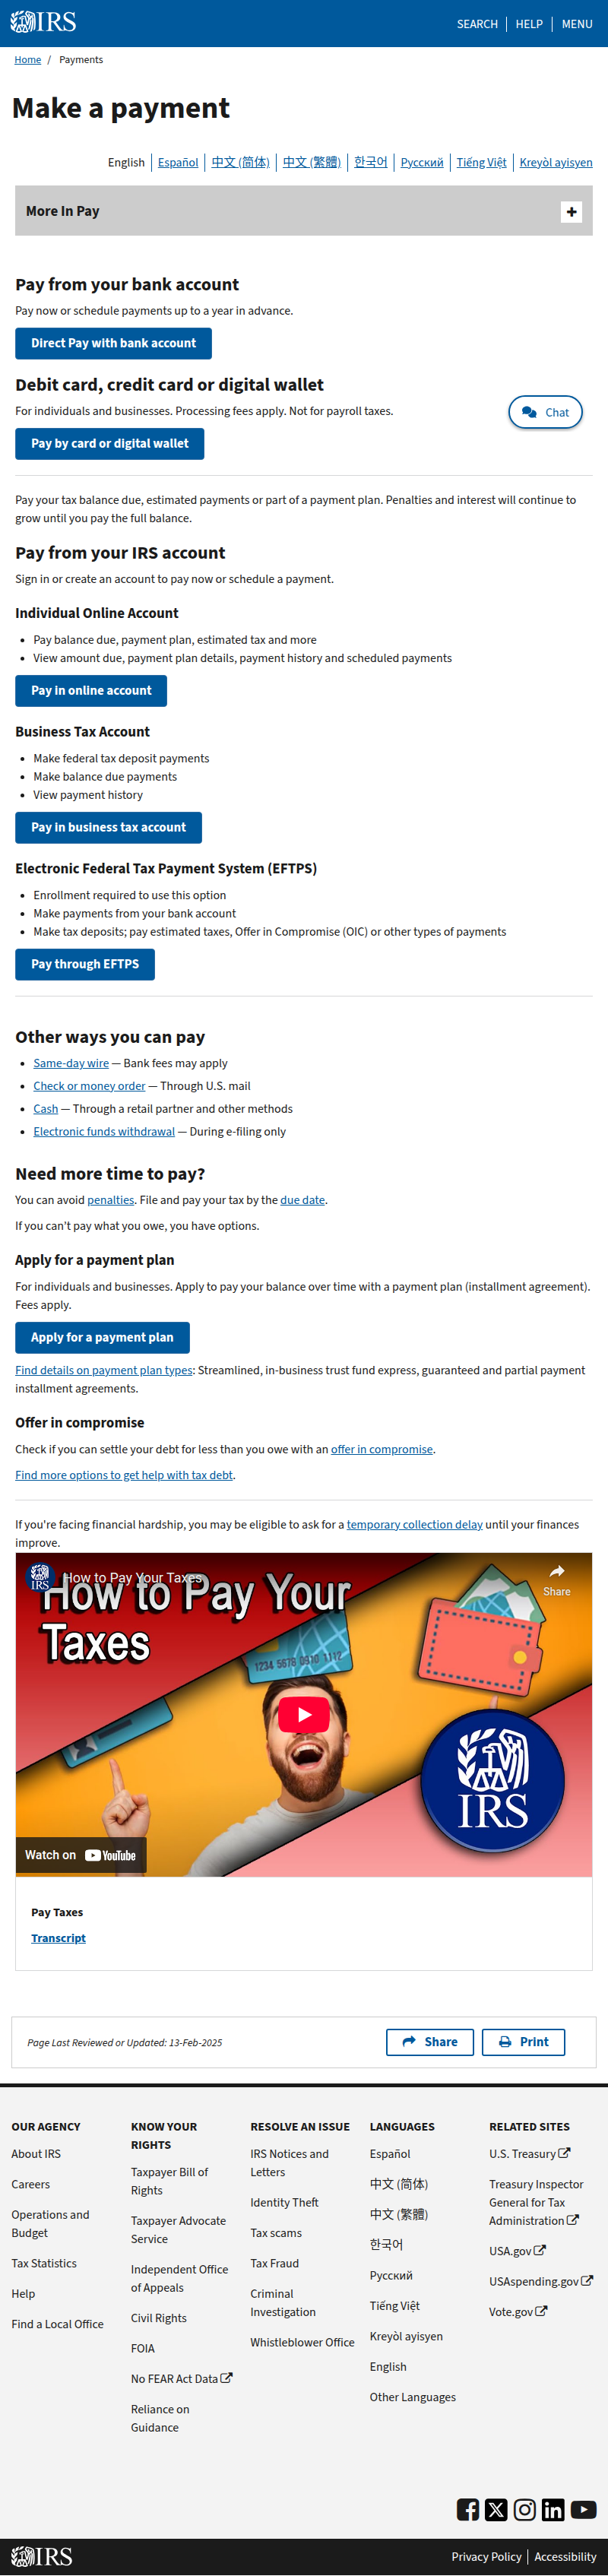 IRS
SEARCH
HELP
MENU
Home / Payments
Make a payment
English
Español
中文 (简体)
中文 (繁體)
한국어
Русский
Tiếng Việt
Kreyòl ayisyen
More In Pay
Pay from your bank account
Pay now or schedule payments up to a year in advance.
Direct Pay with bank account
Debit card, credit card or digital wallet
For individuals and businesses. Processing fees apply. Not for payroll taxes.
Chat
Pay by card or digital wallet
Pay your tax balance due, estimated payments or part of a payment plan. Penalties and interest will continue to
grow until you pay the full balance.
Pay from your IRS account
Sign in or create an account to pay now or schedule a payment.
Individual Online Account
• Pay balance due, payment plan, estimated tax and more
• View amount due, payment plan details, payment history and scheduled payments
Pay in online account
Business Tax Account
• Make federal tax deposit payments
• Make balance due payments
• View payment history
Pay in business tax account
Electronic Federal Tax Payment System (EFTPS)
• Enrollment required to use this option
• Make payments from your bank account
• Make tax deposits; pay estimated taxes, Offer in Compromise (OIC) or other types of payments
Pay through EFTPS
Other ways you can pay
• Same-day wire — Bank fees may apply
• Check or money order — Through U.S. mail
• Cash — Through a retail partner and other methods
• Electronic funds withdrawal — During e-filing only
Need more time to pay?
You can avoid penalties. File and pay your tax by the due date.
If you can't pay what you owe, you have options.
Apply for a payment plan
For individuals and businesses. Apply to pay your balance over time with a payment plan (installment agreement).
Fees apply.
Apply for a payment plan
Find details on payment plan types: Streamlined, in-business trust fund express, guaranteed and partial payment
installment agreements.
Offer in compromise
Check if you can settle your debt for less than you owe with an offer in compromise.
Find more options to get help with tax debt.
If you're facing financial hardship, you may be eligible to ask for a temporary collection delay until your finances
improve.
IRS
How to Pay Your Taxes
Share
How to Pay Your
Taxes
1234 5678 9010 1112
IRS
Watch on YouTube
Pay Taxes
Transcript
Page Last Reviewed or Updated: 13-Feb-2025
Share
Print
OUR AGENCY
About IRS
Careers
Operations and
Budget
Tax Statistics
Help
Find a Local Office
KNOW YOUR
RIGHTS
Taxpayer Bill of
Rights
Taxpayer Advocate
Service
Independent Office
of Appeals
Civil Rights
FOIA
No FEAR Act Data
Reliance on
Guidance
RESOLVE AN ISSUE
IRS Notices and
Letters
Identity Theft
Tax scams
Tax Fraud
Criminal
Investigation
Whistleblower Office
LANGUAGES
Español
中文 (简体)
中文 (繁體)
한국어
Русский
Tiếng Việt
Kreyòl ayisyen
English
Other Languages
RELATED SITES
U.S. Treasury
Treasury Inspector
General for Tax
Administration
USA.gov
USAspending.gov
Vote.gov
IRS
Privacy Policy
Accessibility